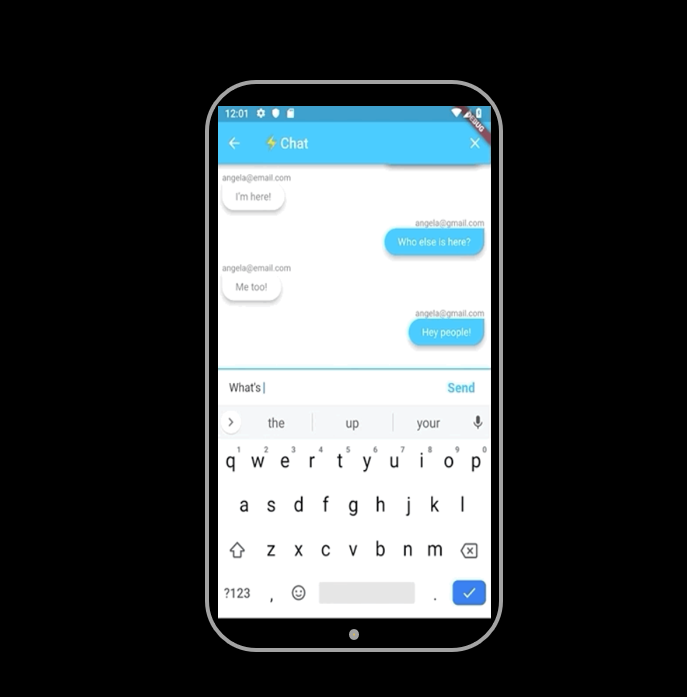 12:01
DEBUG
⚡Chat
angela@email.com
I'm here!
angela@gmail.com
Who else is here?
angela@email.com
Me too!
angela@gmail.com
Hey people!
What's
Send
the up your
1 2 3 4 5 6 7 8 9 0
q w e r t y u i o p
a s d f g h j k l
z x c v b n m
?123 , .